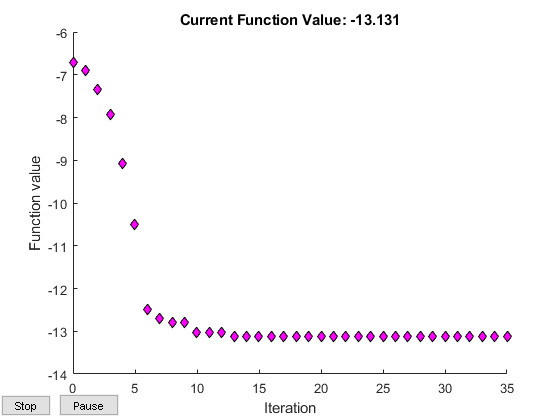 Current Function Value: -13.131
-6
-7
-8
-9
-10
-11
-12
-13
-14
Function value
0 5 10 15 20 25 30 35
Iteration
Stop Pause